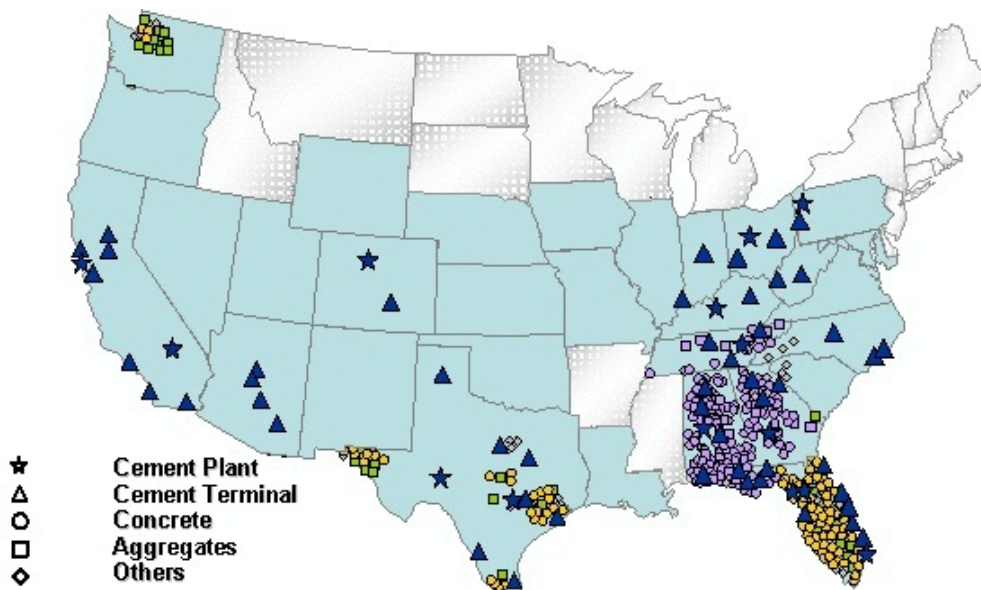 Cement Plant
Cement Terminal
Concrete
Aggregates
Others